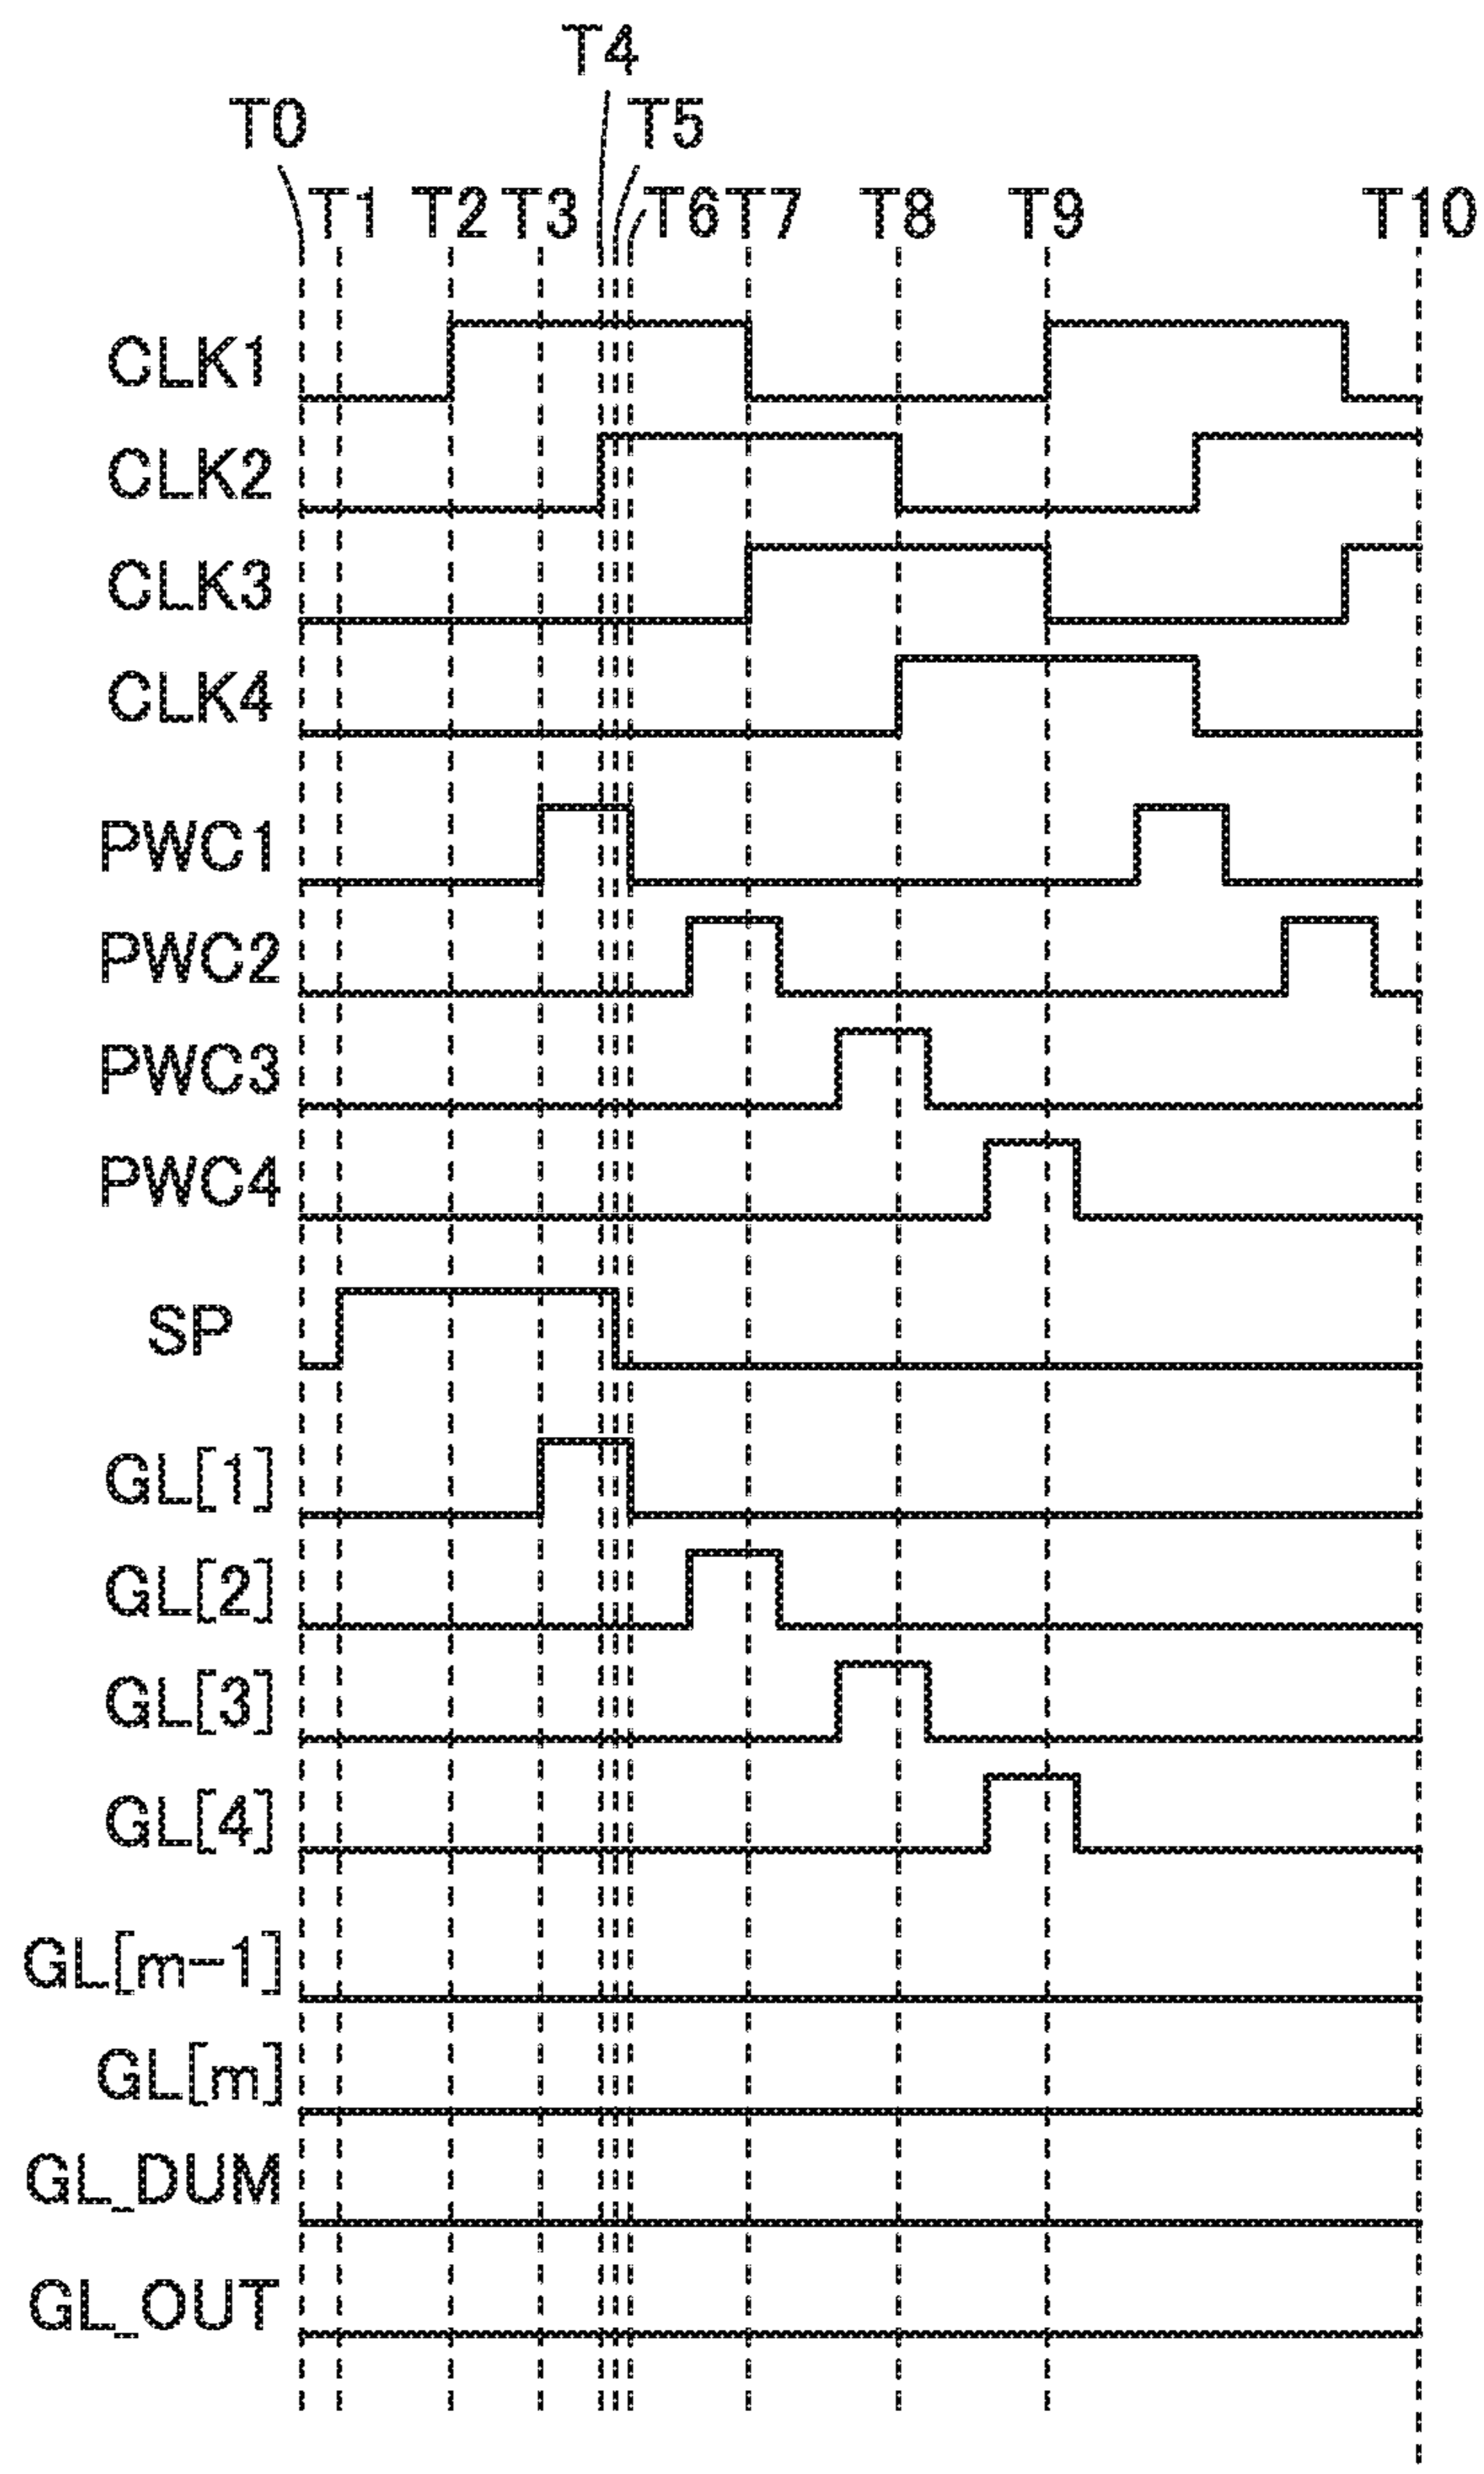 T4
T0 T5
T1 T2 T3 T6 T7 T8 T9 T10
CLK1
CLK2
CLK3
CLK4
PWC1
PWC2
PWC3
PWC4
SP
GL[1]
GL[2]
GL[3]
GL[4]
GL[m-1]
GL[m]
GL_DUM
GL_OUT